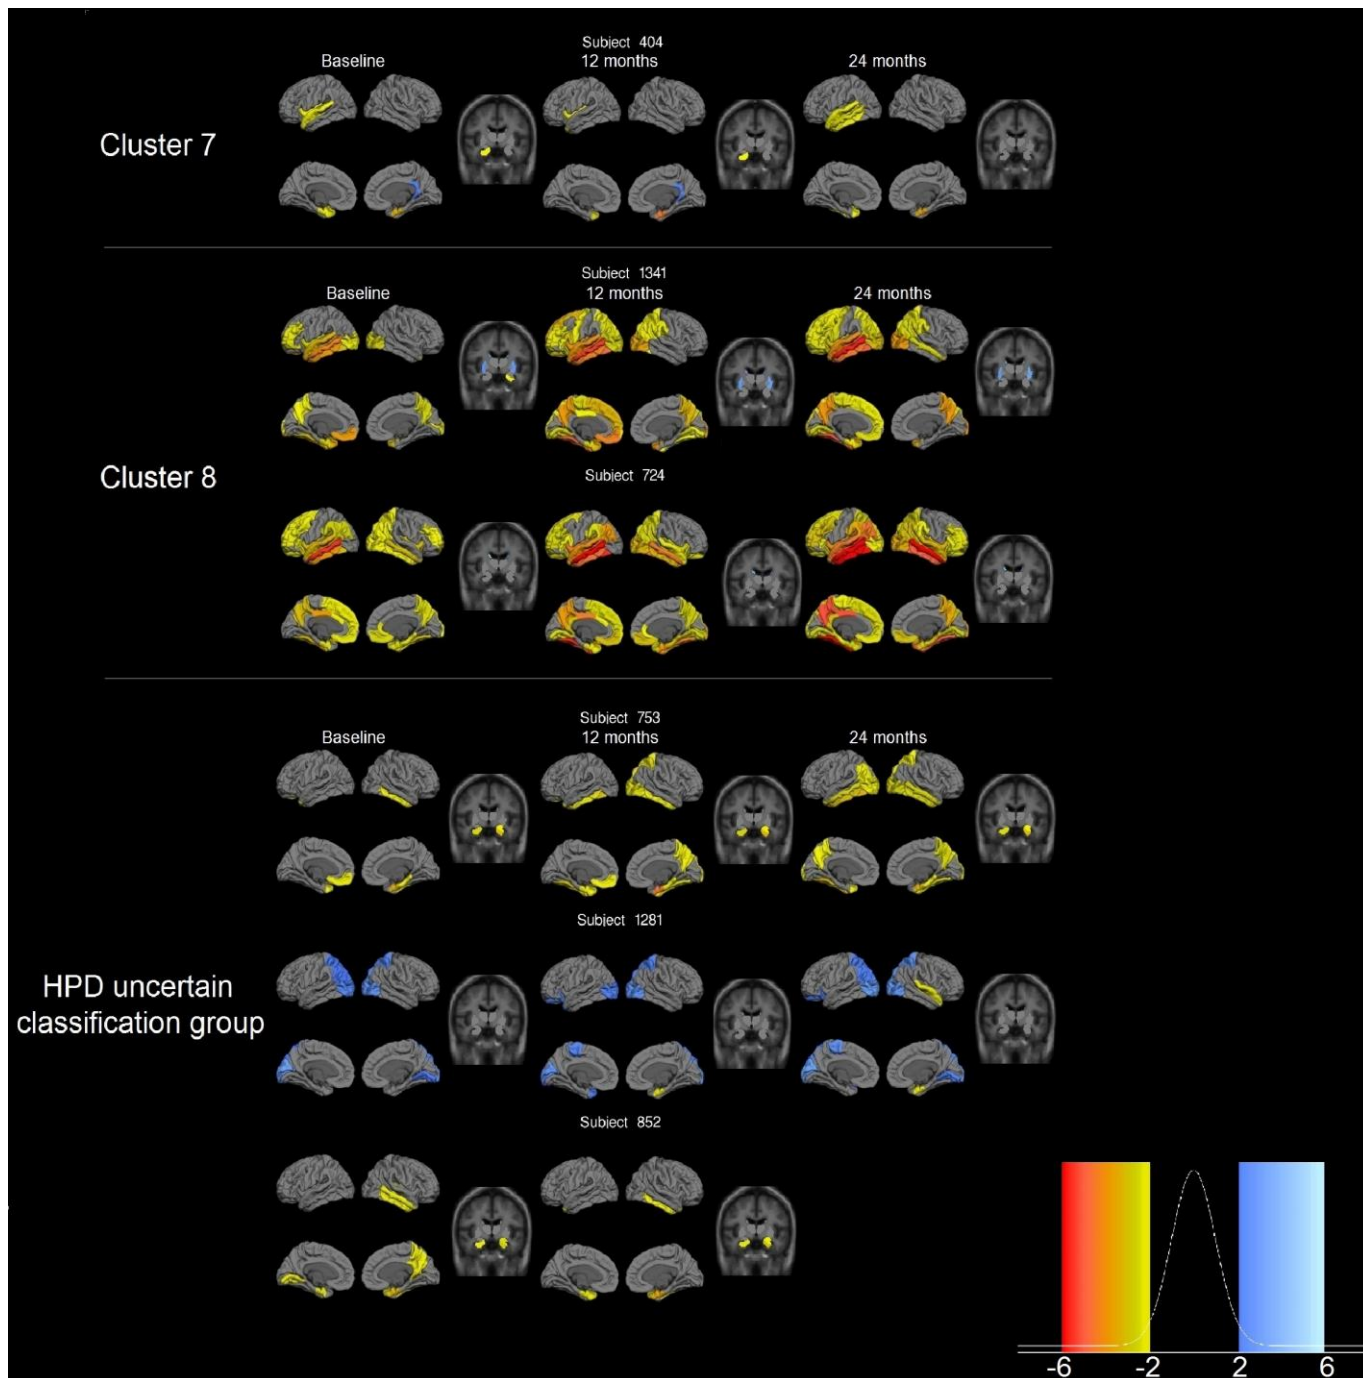 Subject 404
Baseline
12 months
24 months
Cluster 7
Subject 1341
Baseline
12 months
24 months
Cluster 8
Subject 724
Subject 753
Baseline
12 months
24 months
Subject 1281
HPD uncertain
classification group
Subject 852
-6 -2 2 6